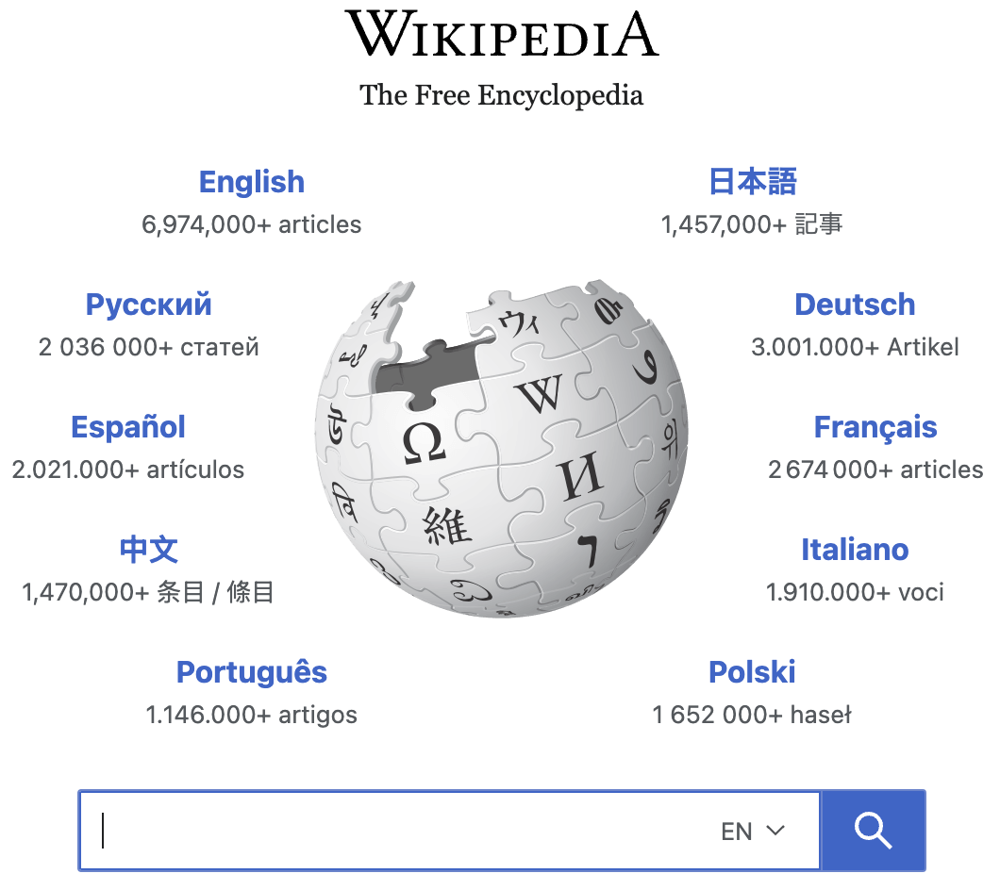 WIKIPEDIA
The Free Encyclopedia
English
6,974,000+ articles
日本語
1,457,000+ 記事
Русский
2 036 000+ статей
Deutsch
3.001.000+ Artikel
Español
2.021.000+ artículos
Français
2 674 000+ articles
中文
1,470,000+ 条目 / 條目
Italiano
1.910.000+ voci
Português
1.146.000+ artigos
Polski
1 652 000+ haseł
ウィ
W
Ω
И
維
EN